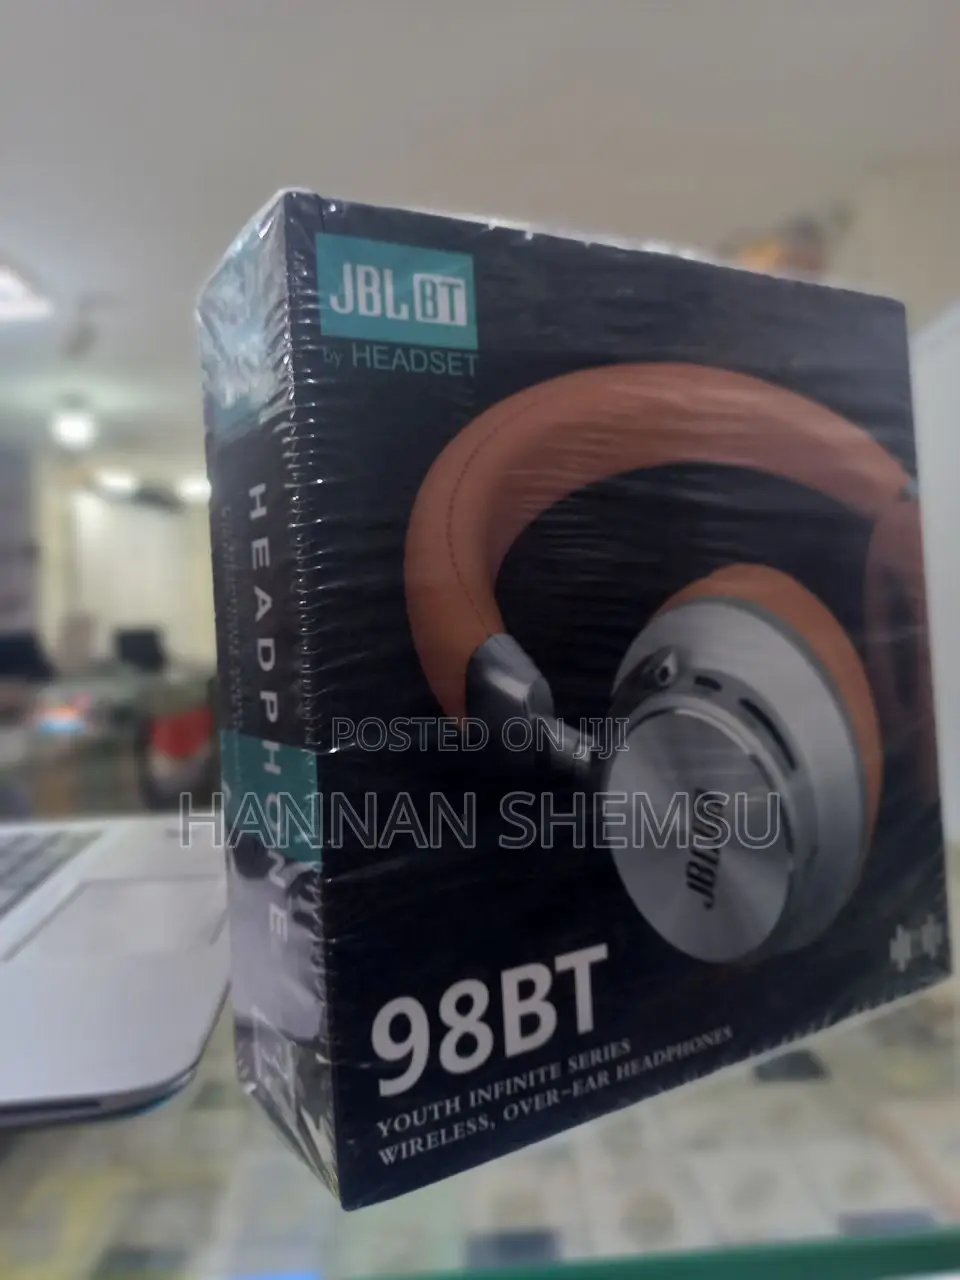 JBL BT
by HEADSET
HEADPHONE
POSTED ON JIJI
HANNAN SHEMSU
JBL
98BT
YOUTH INFINITE SERIES
WIRELESS, OVER-EAR HEADPHONES